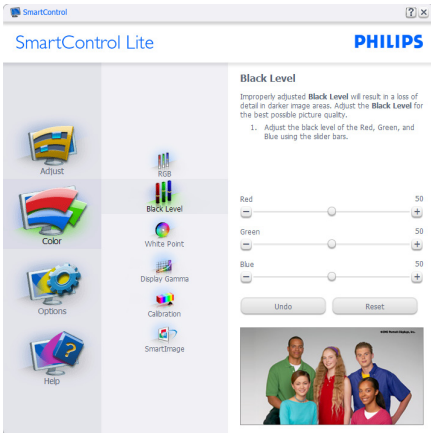 SmartControl
SmartControl Lite
PHILIPS
Adjust
Color
Options
Help
RGB
Black Level
White Point
Display Gamma
Calibration
SmartImage
Black Level
Improperly adjusted Black Level will result in a loss of
detail in darker image areas. Adjust the Black Level for
the best possible picture quality.
1. Adjust the black level of the Red, Green, and
Blue using the slider bars.
Red 50
Green 50
Blue 50
Undo Reset